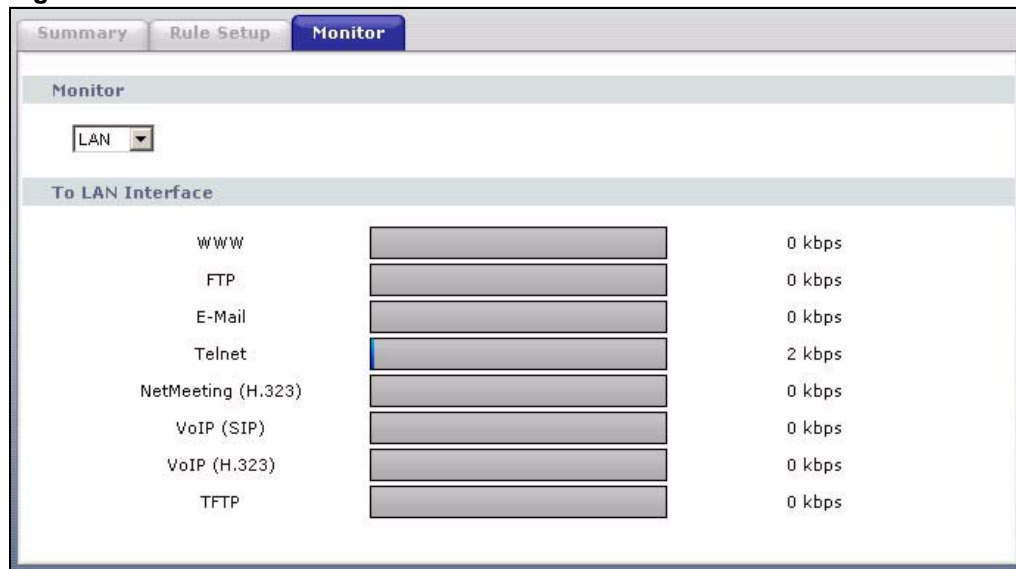 Summary Rule Setup Monitor
Monitor
LAN
To LAN Interface
WWW 0 kbps
FTP 0 kbps
E-Mail 0 kbps
Telnet 2 kbps
NetMeeting (H.323) 0 kbps
VoIP (SIP) 0 kbps
VoIP (H.323) 0 kbps
TFTP 0 kbps